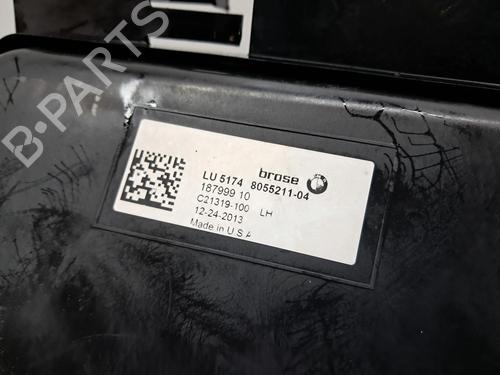 B-PARTS
brose
LU 5174 8055211-04
187999 10
C21319-100 LH
12-24-2013
Made in U.S.A